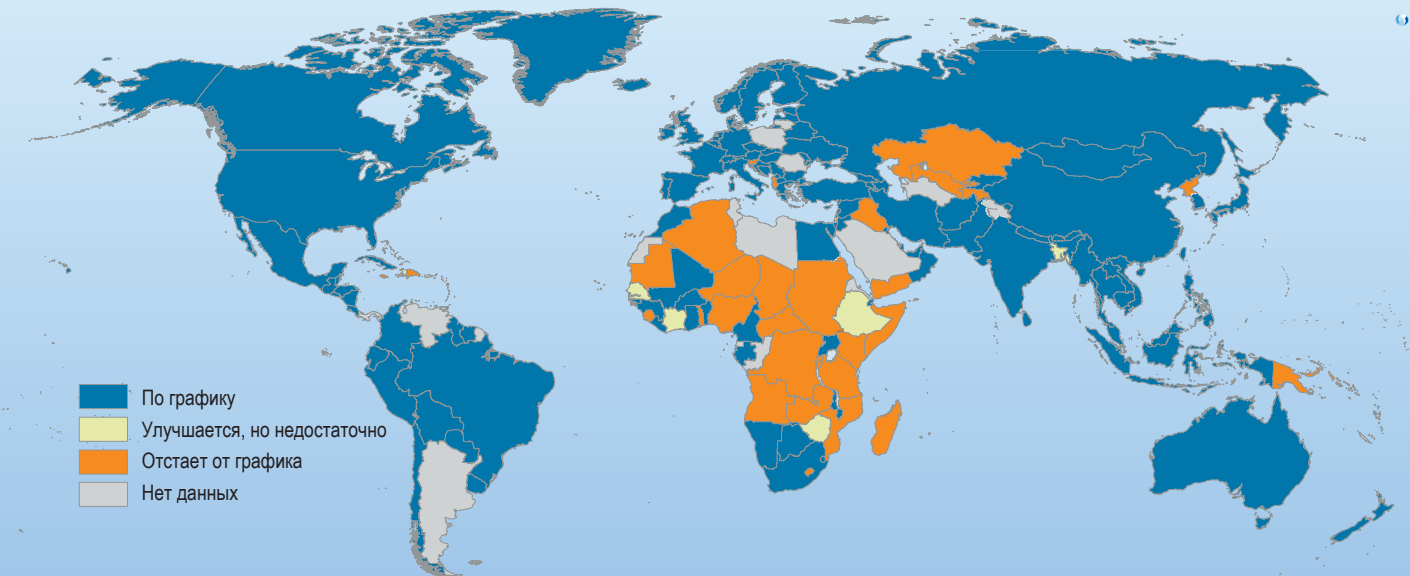 По графику
Улучшается, но недостаточно
Отстает от графика
Нет данных